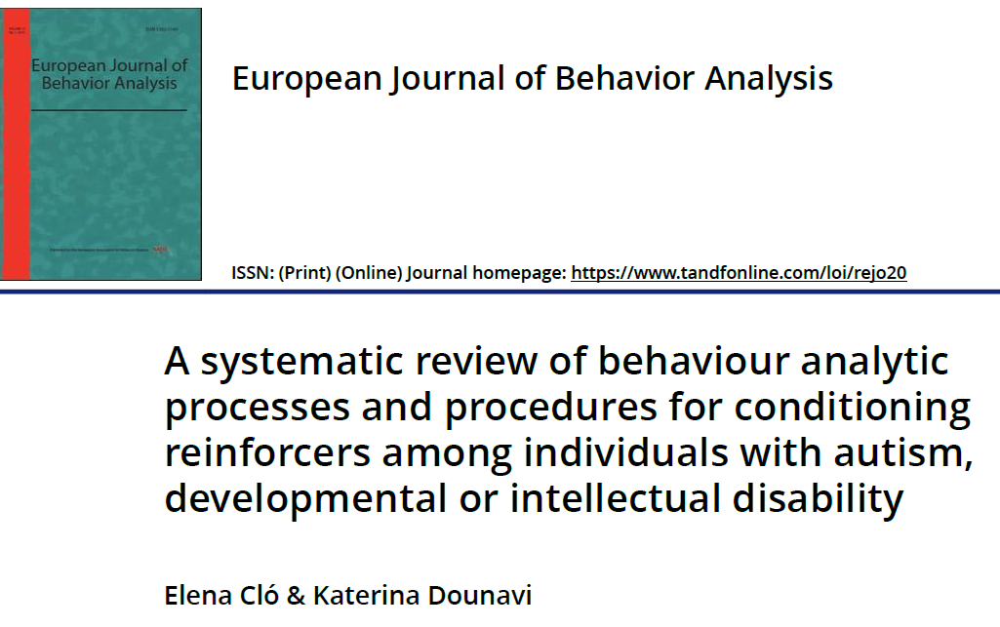 European Journal of
Behavior Analysis
European Journal of Behavior Analysis
ISSN: (Print) (Online) Journal homepage: https://www.tandfonline.com/loi/rejo20
A systematic review of behaviour analytic
processes and procedures for conditioning
reinforcers among individuals with autism,
developmental or intellectual disability
Elena Cló & Katerina Dounavi